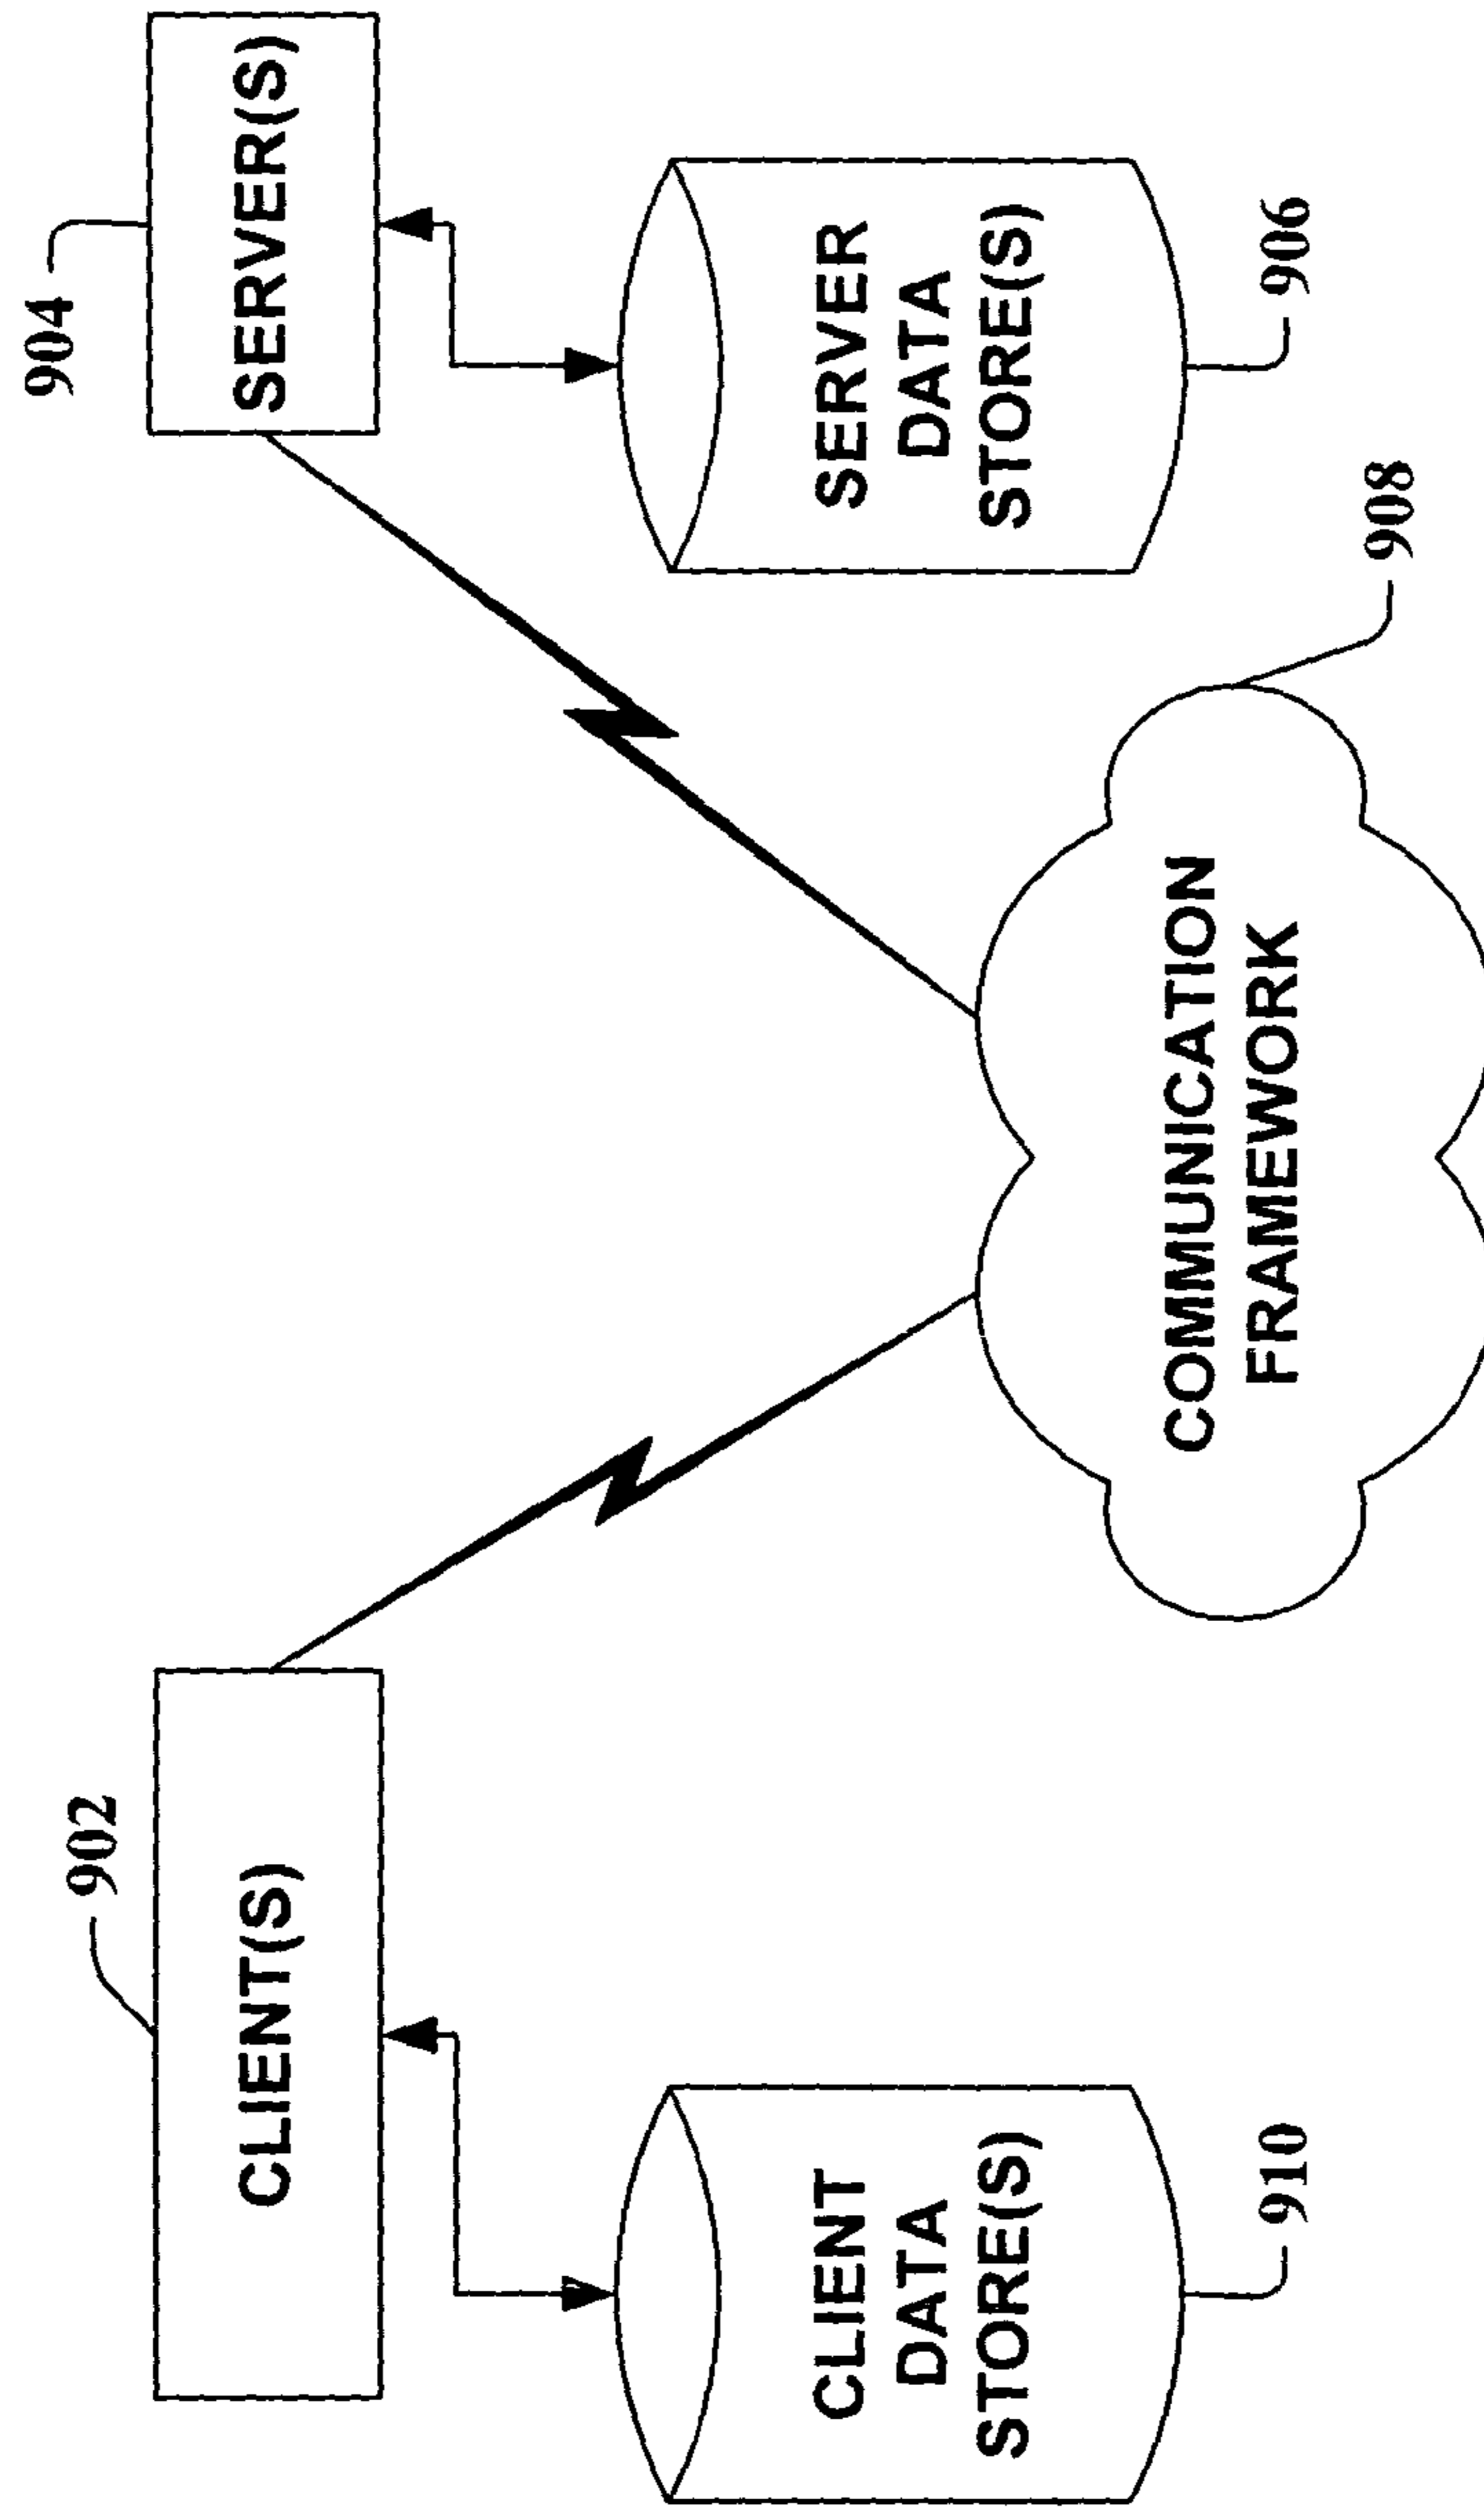 902
CLIENT(S)
904
SERVER(S)
CLIENT
DATA
STORE(S)
910
SERVER
DATA
STORE(S)
906
COMMUNICATION
FRAMEWORK
908